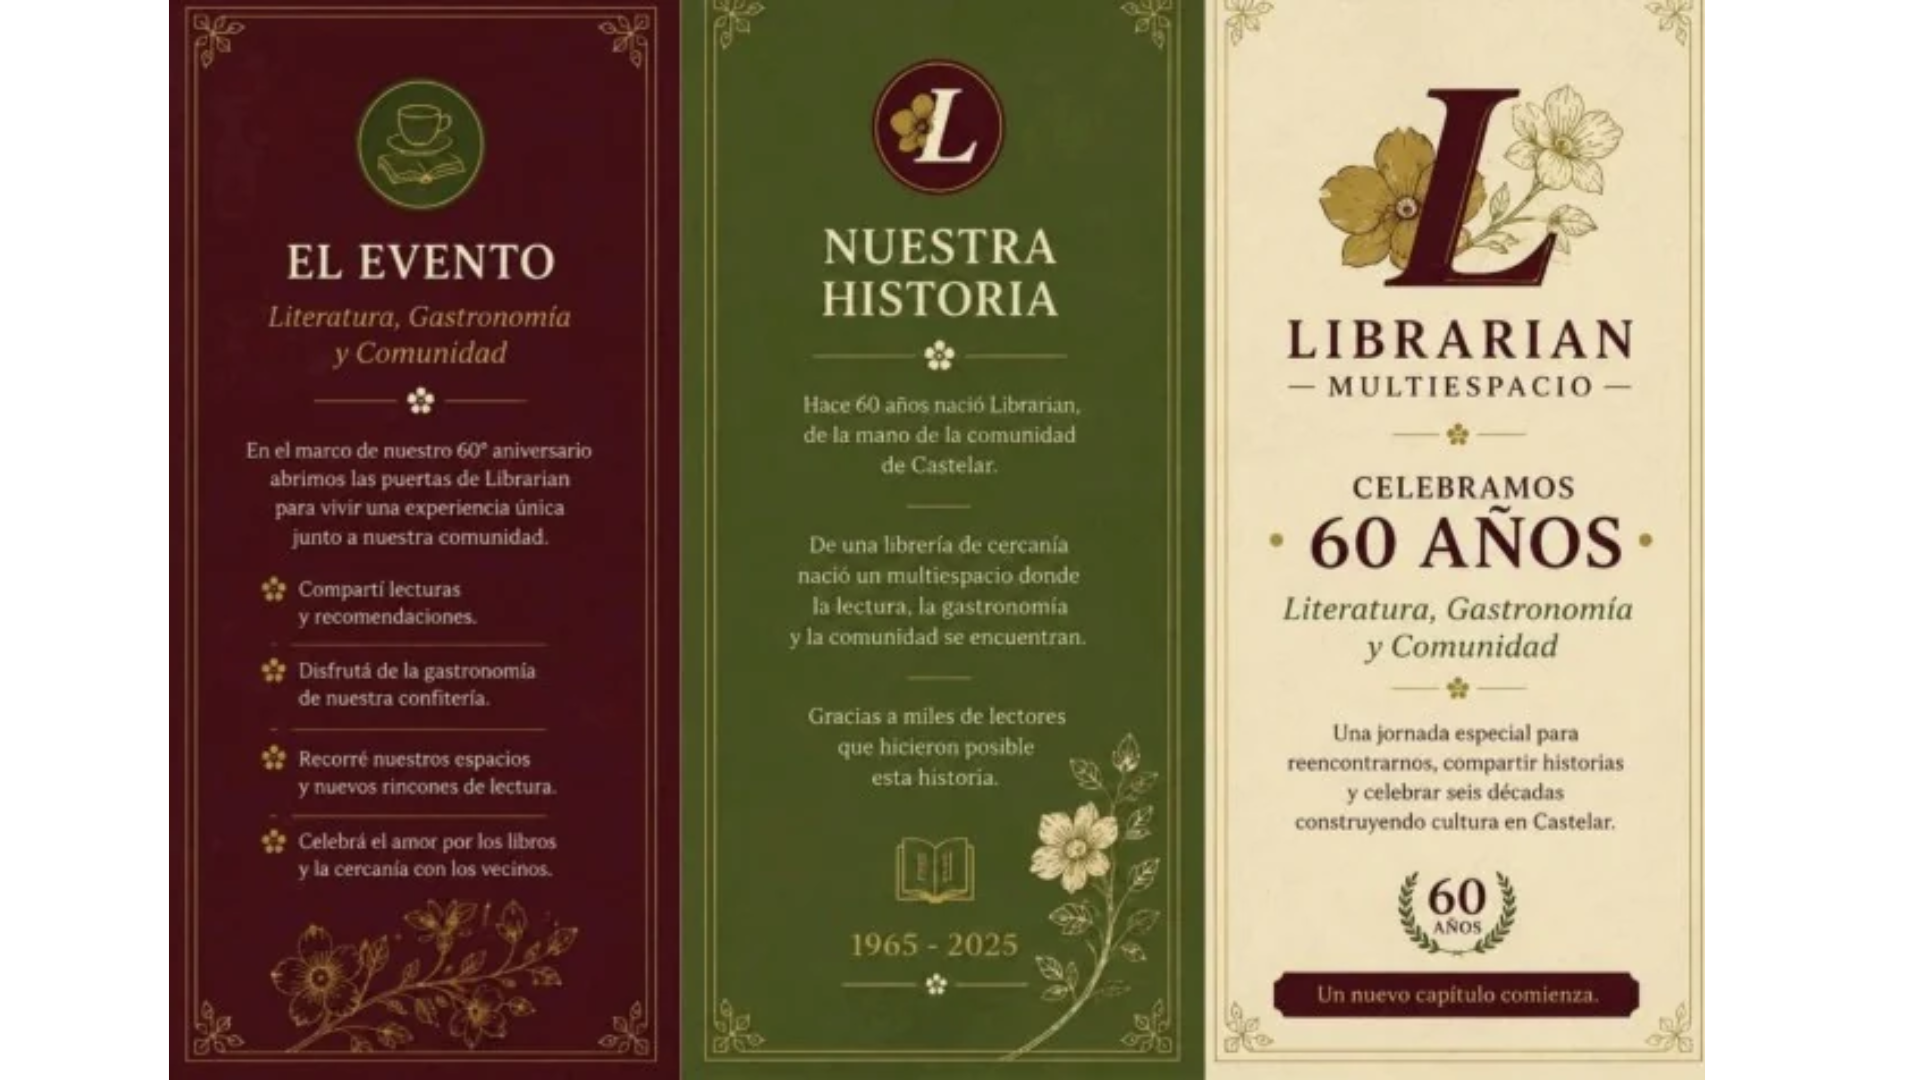 EL EVENTO
Literatura, Gastronomía
y Comunidad
En el marco de nuestro 60° aniversario
abrimos las puertas de Librarian
para vivir una experiencia única
junto a nuestra comunidad.
Compartí lecturas
y recomendaciones.
Disfrutá de la gastronomía
de nuestra confitería.
Recorré nuestros espacios
y nuevos rincones de lectura.
Celebrá el amor por los libros
y la cercanía con los vecinos.
L
NUESTRA
HISTORIA
Hace 60 años nació Librarian,
de la mano de la comunidad
de Castelar.
De una librería de cercanía
nació un multiespacio donde
la lectura, la gastronomía
y la comunidad se encuentran.
Gracias a miles de lectores
que hicieron posible
esta historia.
1965 - 2025
L
LIBRARIAN
— MULTIESPACIO —
CELEBRAMOS
• 60 AÑOS •
Literatura, Gastronomía
y Comunidad
Una jornada especial para
reencontrarnos, compartir historias
y celebrar seis décadas
construyendo cultura en Castelar.
60
AÑOS
Un nuevo capítulo comienza.